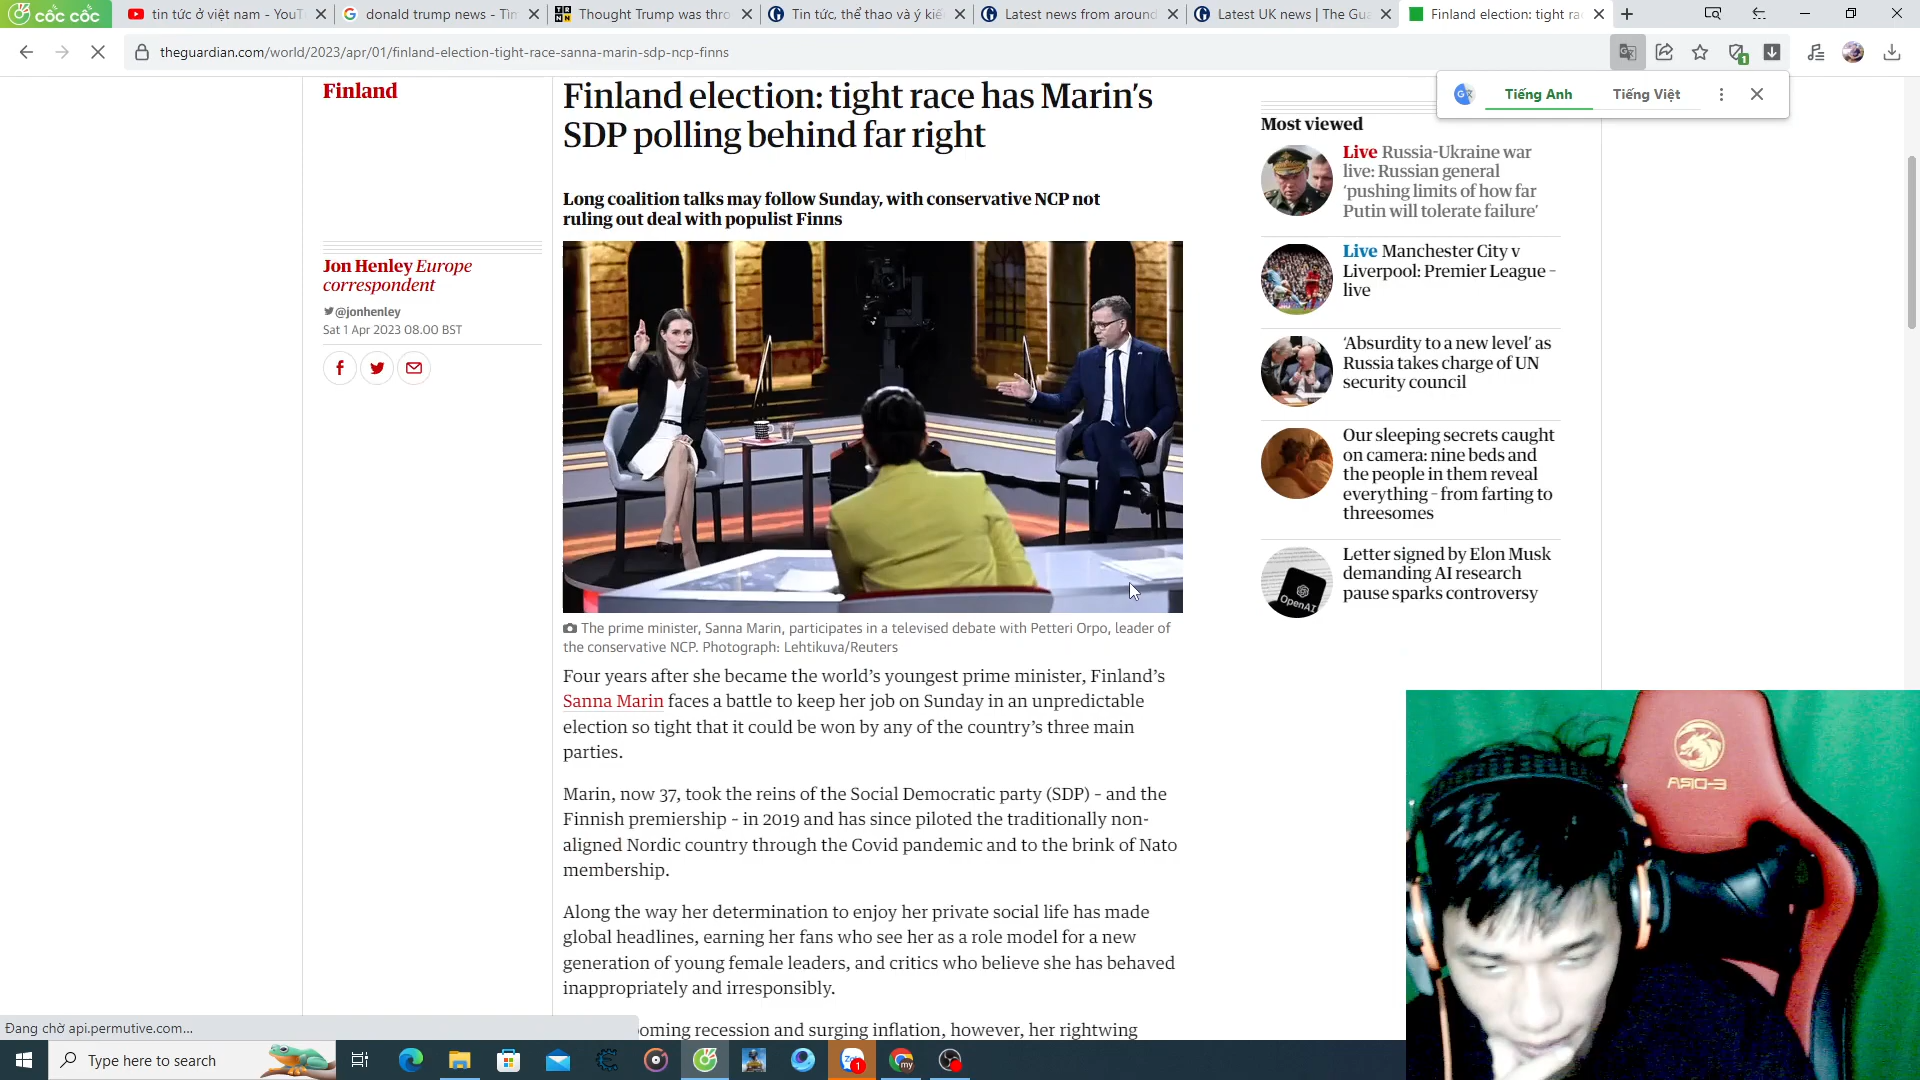 cốc cốc
tin tức ở việt nam - YouT
donald trump news - Tìn
Thought Trump was thro
Tin tức, thể thao và ý kiế
Latest news from around
Latest UK news | The Gua
Finland election: tight ra
theguardian.com/world/2023/apr/01/finland-election-tight-race-sanna-marin-sdp-ncp-finns
1
Tiếng Anh
Tiếng Việt
Finland
Finland election: tight race has Marin’s
SDP polling behind far right
Long coalition talks may follow Sunday, with conservative NCP not
ruling out deal with populist Finns
Jon Henley Europe
correspondent
@jonhenley
Sat 1 Apr 2023 08.00 BST
The prime minister, Sanna Marin, participates in a televised debate with Petteri Orpo, leader of
the conservative NCP. Photograph: Lehtikuva/Reuters
Four years after she became the world’s youngest prime minister, Finland’s
Sanna Marin faces a battle to keep her job on Sunday in an unpredictable
election so tight that it could be won by any of the country’s three main
parties.
Marin, now 37, took the reins of the Social Democratic party (SDP) – and the
Finnish premiership – in 2019 and has since piloted the traditionally non-
aligned Nordic country through the Covid pandemic and to the brink of Nato
membership.
Along the way her determination to enjoy her private social life has made
global headlines, earning her fans who see her as a role model for a new
generation of young female leaders, and critics who believe she has behaved
inappropriately and irresponsibly.
recession and surging inflation, however, her rightwing
Most viewed
Live Russia-Ukraine war
live: Russian general
‘pushing limits of how far
Putin will tolerate failure’
Live Manchester City v
Liverpool: Premier League –
live
‘Absurdity to a new level’ as
Russia takes charge of UN
security council
Our sleeping secrets caught
on camera: nine beds and
the people in them reveal
everything – from farting to
threesomes
OpenAI
Letter signed by Elon Musk
demanding AI research
pause sparks controversy
Đang chờ api.permutive.com...
Type here to search
Zalo
1
my